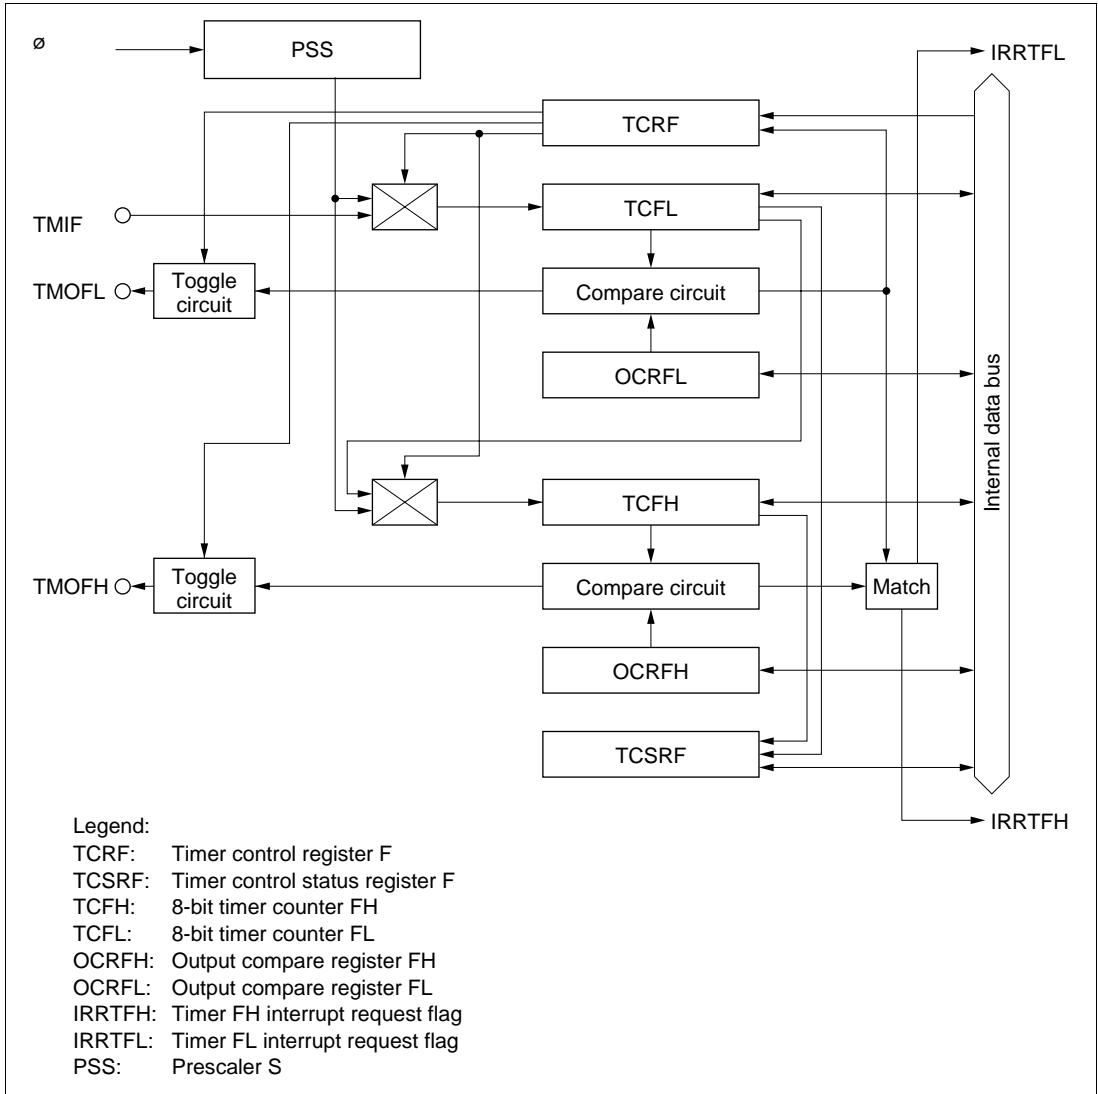 ø
PSS
IRRTFL
TCRF
TMIF
TCFL
TMOFL
Toggle
circuit
Compare circuit
OCRFL
Internal data bus
TCFH
TMOFH
Toggle
circuit
Compare circuit
Match
OCRFH
TCSRF
IRRTFH
Legend:
TCRF: Timer control register F
TCSRF: Timer control status register F
TCFH: 8-bit timer counter FH
TCFL: 8-bit timer counter FL
OCRFH: Output compare register FH
OCRFL: Output compare register FL
IRRTFH: Timer FH interrupt request flag
IRRTFL: Timer FL interrupt request flag
PSS: Prescaler S